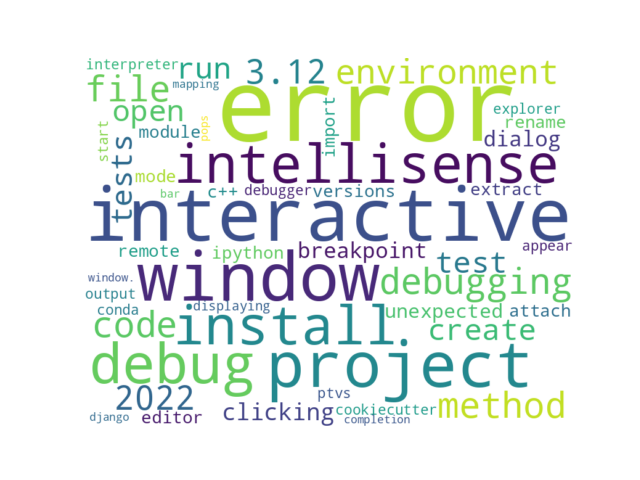 interpreter run 3.12 environment
mapping
file error explorer
open import rename
start module pops dialog
tests intellisense
mode c++ debugger versions extract
bar
interactive
remote ipython breakpoint test appear
window. window debugging
output displaying
conda code install. unexpected attach
create
debug project
2022 ptvs method
editor clicking cookiecutter
django completion